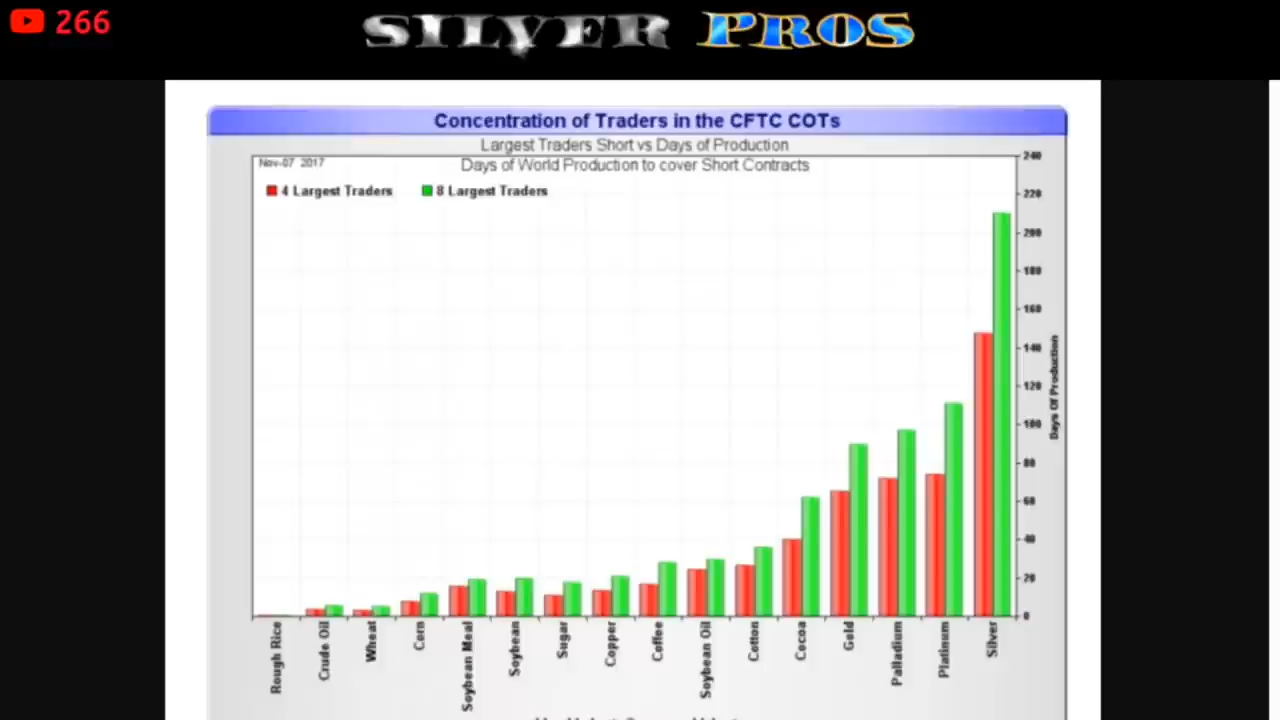 266
SILVER PROS
Concentration of Traders in the CFTC COTs
Largest Traders Short vs Days of Production
Nov-07 2017
Days of World Production to cover Short Contracts
4 Largest Traders
8 Largest Traders
240
220
200
180
160
140
120
100
80
60
40
20
0
Days Of Production
Rough Rice
Crude Oil
Wheat
Corn
Soybean Meal
Soybean
Sugar
Copper
Coffee
Soybean Oil
Cotton
Cocoa
Gold
Palladium
Platinum
Silver